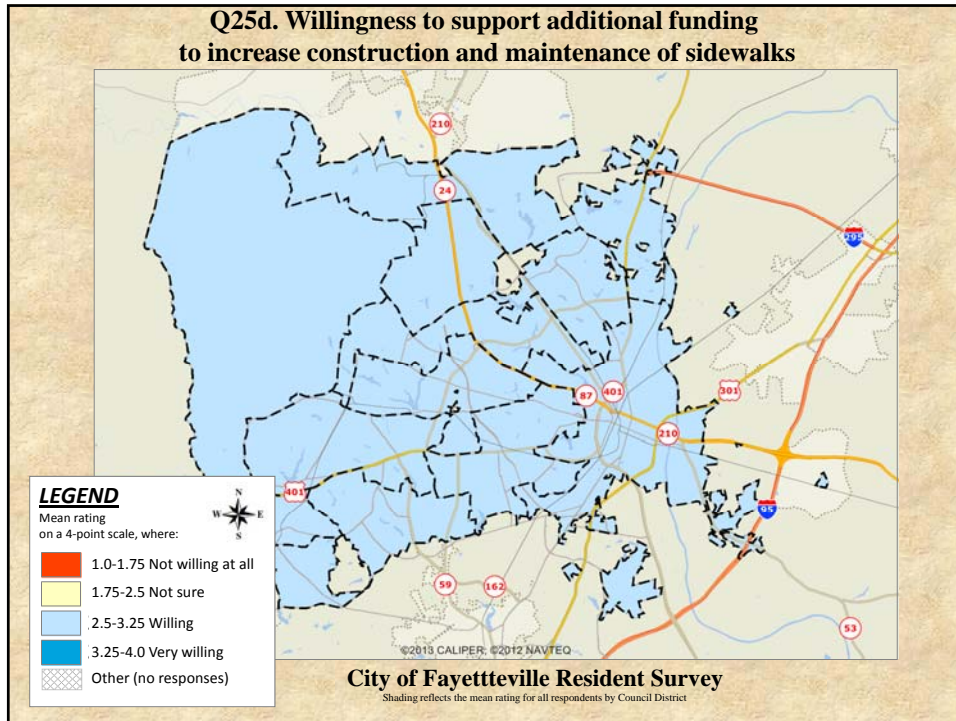 Q25d. Willingness to support additional funding
to increase construction and maintenance of sidewalks
210
24
295
87
401
301
210
401
95
59
162
53
LEGEND
Mean rating
on a 4-point scale, where:
N
W E
S
1.0-1.75 Not willing at all
1.75-2.5 Not sure
2.5-3.25 Willing
3.25-4.0 Very willing
Other (no responses)
©2013 CALIPER; ©2012 NAVTEQ
City of Fayettteville Resident Survey
Shading reflects the mean rating for all respondents by Council District